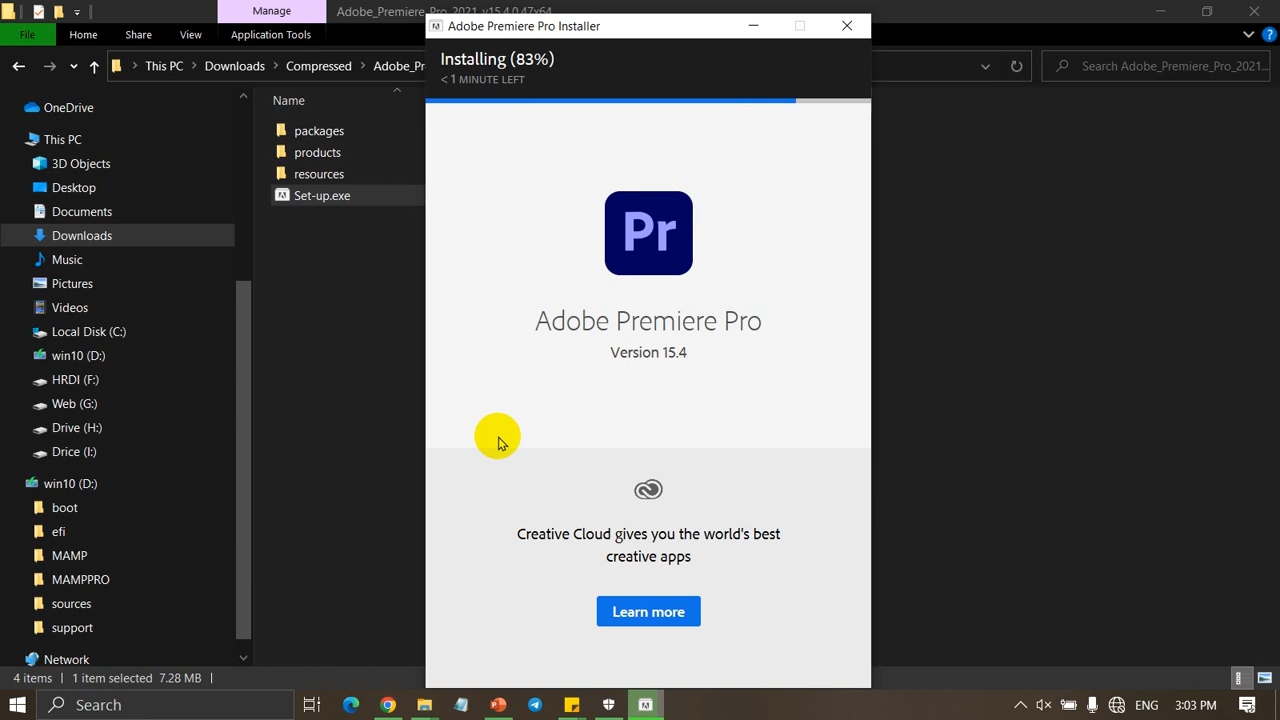 Manage
Adobe_Premiere_Pro_2021_v15.4.0.47x64
File
Home
Share
View
Application Tools
This PC
Downloads
Compressed
Adobe_Pr
Search Adobe_Premiere_Pro_2021...
Adobe Premiere Pro Installer
Installing (83%)
< 1 MINUTE LEFT
OneDrive
This PC
3D Objects
Desktop
Documents
Downloads
Music
Pictures
Videos
Local Disk (C:)
win10 (D:)
HRDI (F:)
Web (G:)
Drive (H:)
Drice (I:)
win10 (D:)
boot
efi
MAMP
MAMPPRO
sources
support
Network
Name
packages
products
resources
Set-up.exe
Pr
Adobe Premiere Pro
Version 15.4
Creative Cloud gives you the world's best
creative apps
Learn more
4 items
1 item selected 7.28 MB
Search
ENG
3:03 PM